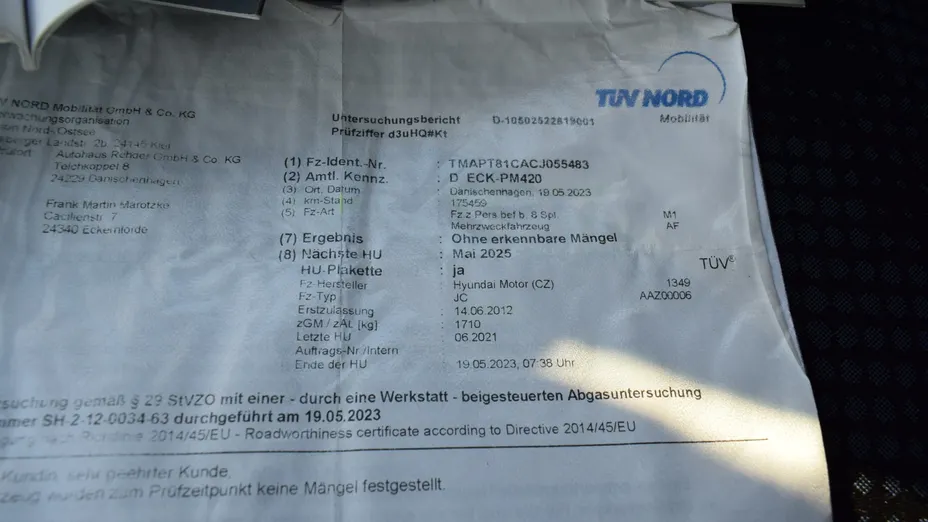 TÜV NORD
Mobilität
V NORD Mobilität GmbH & Co. KG
Untersuchungsbericht D-10502522819001
Prüfziffer d3uHQ#Kt
Autohaus Rehder GmbH & Co. KG
Teichkoppel 8
24229 Dänischenhagen
Frank Martin Marotzko
Cäcilienstr 7
24340 Eckernförde
(1) Fz-Ident.-Nr. : TMAPT81CACJ055483
(2) Amtl. Kennz. : D ECK-PM420
(3) Ort, Datum : Dänischenhagen, 19.05.2023
(4) km-Stand : 175459
(5) Fz-Art : Fz.z.Pers.bef.b. 8 Spl. M1
Mehrzweckfahrzeug AF
(7) Ergebnis : Ohne erkennbare Mängel
(8) Nächste HU : Mai 2025
TÜV®
HU-Plakette : ja
Fz-Hersteller : Hyundai Motor (CZ) 1349
Fz-Typ : JC AAZ00006
Erstzulassung : 14.06.2012
zGM / zAL [kg] : 1710
Letzte HU : 06.2021
Auftrags-Nr./intern :
Ende der HU : 19.05.2023, 07:38 Uhr
suchung gemäß § 29 StVZO mit einer - durch eine Werkstatt - beigesteuerten Abgasuntersuchung
mmer SH-2-12-0034-63 durchgeführt am 19.05.2023
nach Richtlinie 2014/45/EU - Roadworthiness certificate according to Directive 2014/45/EU
Kundin, sehr geehrter Kunde,
zeug wurden zum Prüfzeitpunkt keine Mängel festgestellt.